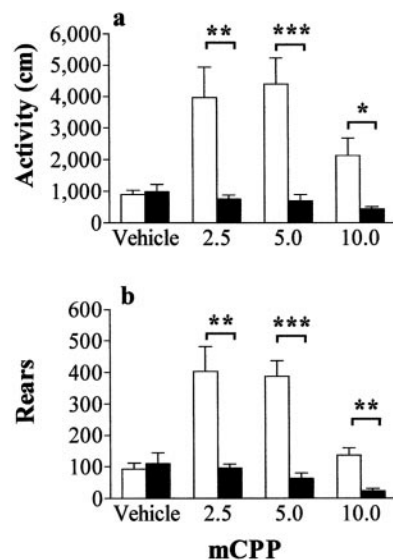 a
Activity (cm)
6,000
5,000
4,000
3,000
2,000
1,000
0
** *** *
Vehicle 2.5 5.0 10.0
b
Rears
600
500
400
300
200
100
0
** *** **
Vehicle 2.5 5.0 10.0
mCPP